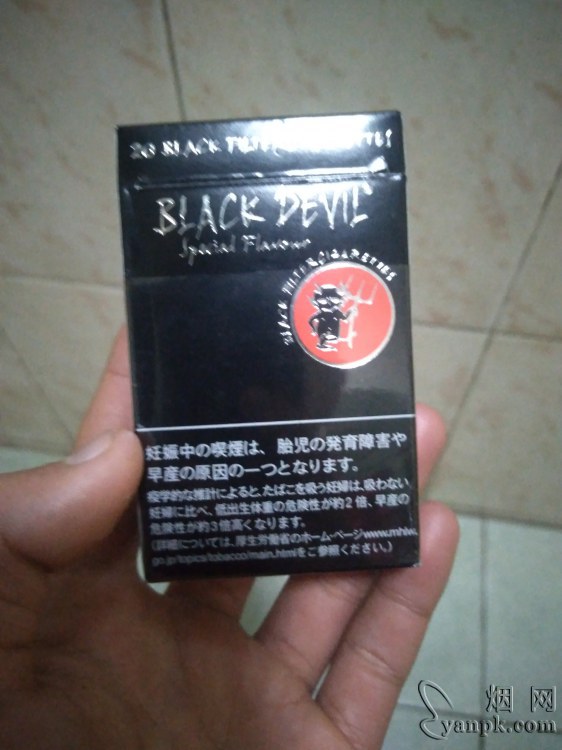 20 BLACK FILTER CIGARETTES
BLACK DEVIL
Special Flavour
BLACK FILTER CIGARETTES
妊娠中の喫煙は、胎児の発育障害や
早産の原因の一つとなります。
疫学的な推計によると、たばこを吸う妊婦は、吸わない
妊婦に比べ、低出生体重の危険性が約2倍、早産の
危険性が約3倍高くなります。
(詳細については、厚生労働省のホーム・ページwww.mhlw.
go.jp/topics/tobacco/main.htmlをご参照ください。)
烟网
yanpk.com